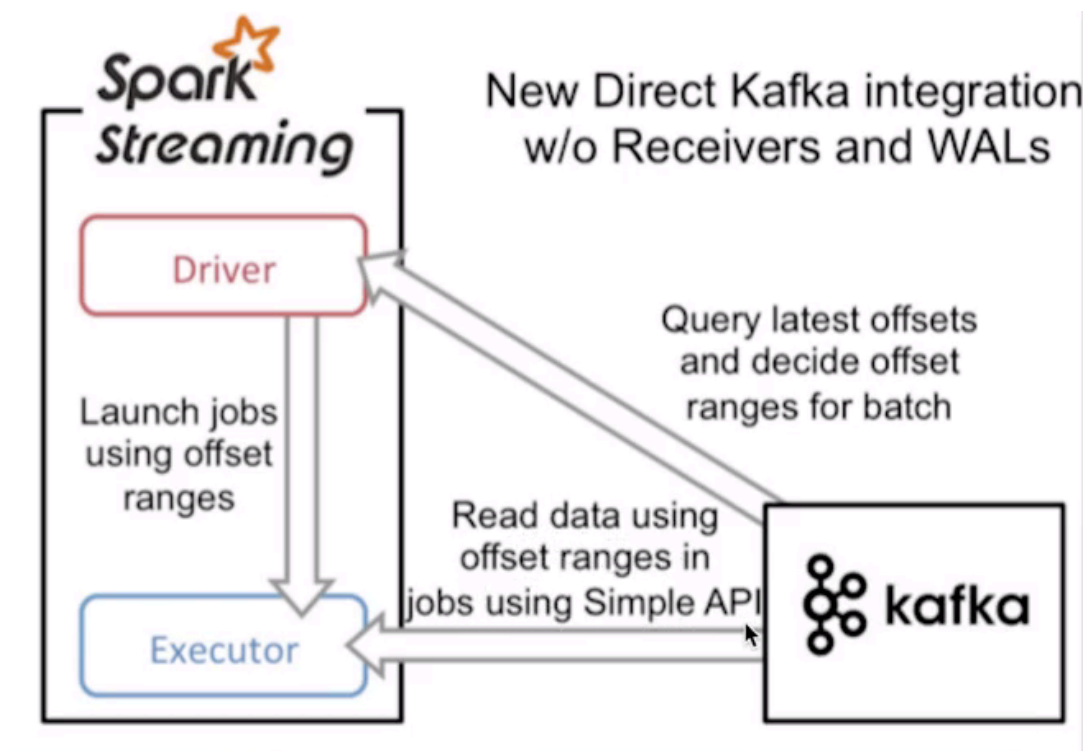 Spark
Streaming
New Direct Kafka integration
w/o Receivers and WALs
Driver
Query latest offsets
and decide offset
ranges for batch
Launch jobs
using offset
ranges
Read data using
offset ranges in
jobs using Simple API
kafka
Executor